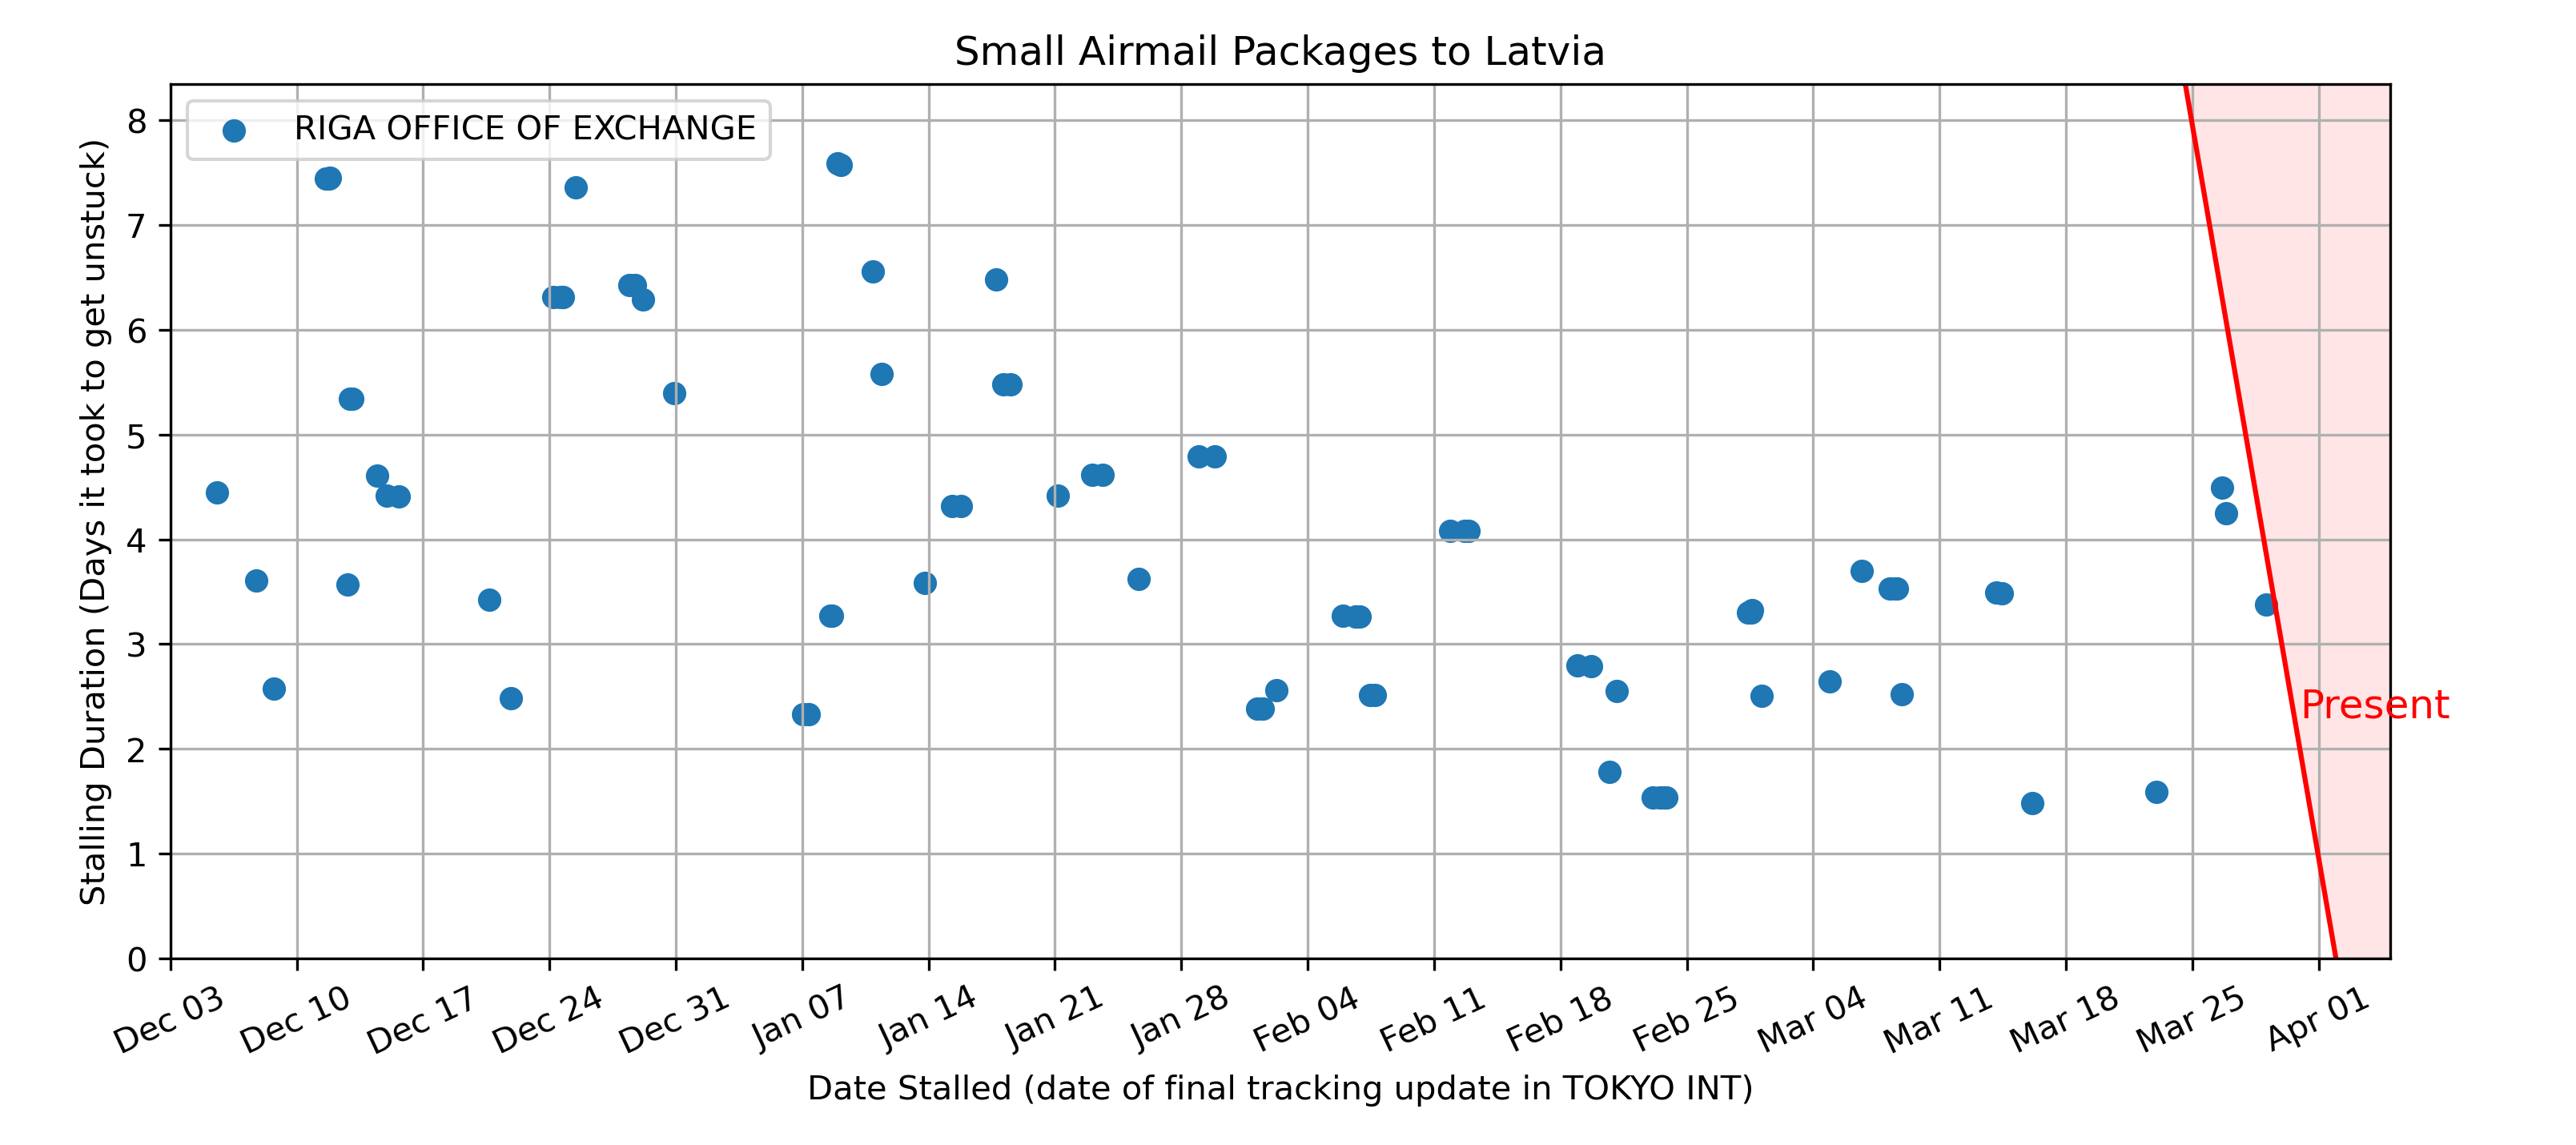 Small Airmail Packages to Latvia
RIGA OFFICE OF EXCHANGE
Stalling Duration (Days it took to get unstuck)
8
7
6
5
4
3
2
1
0
Present
Dec 03
Dec 10
Dec 17
Dec 24
Dec 31
Jan 07
Jan 14
Jan 21
Jan 28
Feb 04
Feb 11
Feb 18
Feb 25
Mar 04
Mar 11
Mar 18
Mar 25
Apr 01
Date Stalled (date of final tracking update in TOKYO INT)